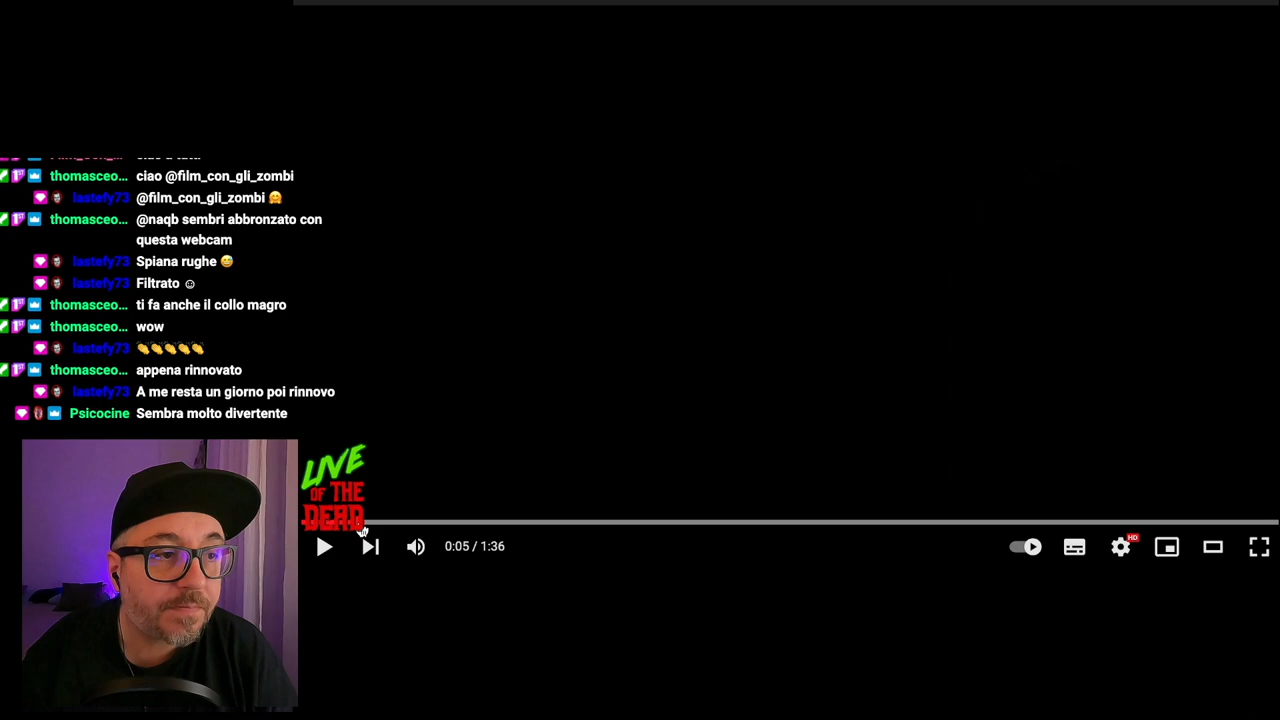 thomasceo... ciao @film_con_gli_zombi
lastefy73 @film_con_gli_zombi 🤗
thomasceo... @naqb sembri abbronzato con
questa webcam
lastefy73 Spiana rughe 😅
lastefy73 Filtrato ☺
thomasceo... ti fa anche il collo magro
thomasceo... wow
lastefy73 👏👏👏👏👏
thomasceo... appena rinnovato
lastefy73 A me resta un giorno poi rinnovo
Psicocine Sembra molto divertente
LIVE
OF THE
DEAD
0:05 / 1:36
HD